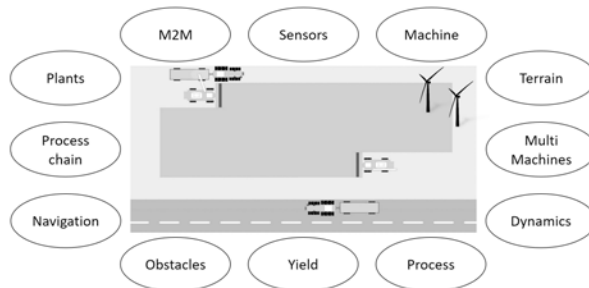 M2M
Sensors
Machine
Plants
Terrain
Process
chain
Multi
Machines
Navigation
Dynamics
Obstacles
Yield
Process